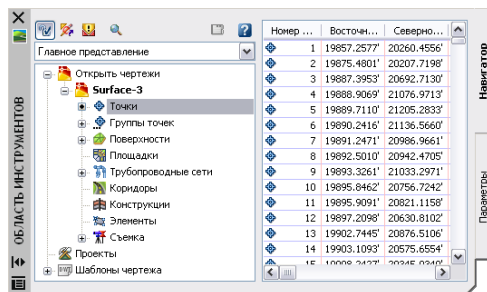 Главное представление
Открыть чертежи
Surface-3
Точки
Группы точек
Поверхности
Площадки
Трубопроводные сети
Коридоры
Конструкции
Элементы
Съемка
Проекты
Шаблоны чертежа
Номер ... Восточн... Северно...
1 19857.2577' 20260.4556'
2 19875.4801' 20207.7198'
3 19887.3953' 20692.7130'
4 19888.9069' 21076.9713'
5 19889.7110' 21205.2833'
6 19890.2416' 21136.5660'
7 19891.2471' 20986.9661'
8 19892.5010' 20942.4705'
9 19893.3261' 21033.2971'
10 19895.8462' 20756.7242'
11 19895.9091' 20821.1158'
12 19897.2098' 20630.8102'
13 19902.7445' 20876.5106'
14 19903.1093' 20575.6554'
ОБЛАСТЬ ИНСТРУМЕНТОВ
Навигатор
Параметры